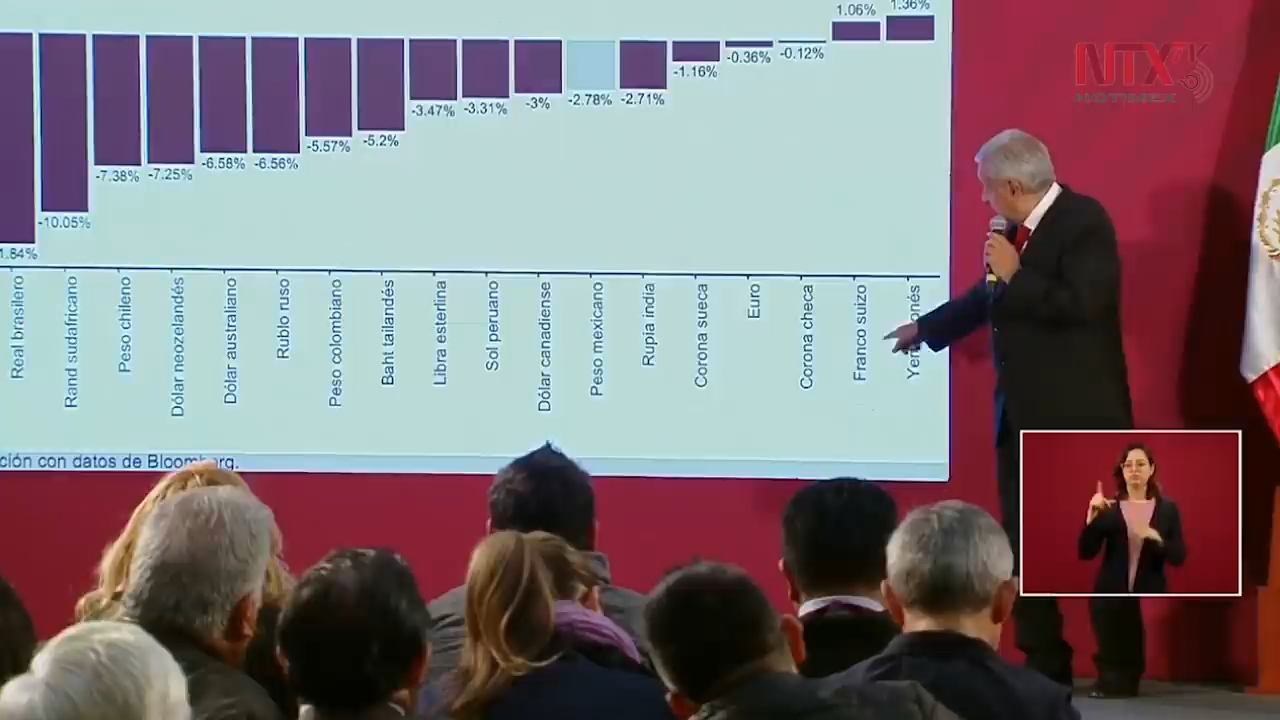 1.06%
1.36%
NTX
NOTIMEX
-0.12%
-0.36%
-1.16%
-2.71%
-2.78%
-3%
-3.31%
-3.47%
-5.2%
-5.57%
-6.56%
-6.58%
-7.25%
-7.38%
-10.05%
1.84%
Real brasilero
Rand sudafricano
Peso chileno
Dólar neozelandés
Dólar australiano
Rublo ruso
Peso colombiano
Baht tailandés
Libra esterlina
Sol peruano
Dólar canadiense
Peso mexicano
Rupia india
Corona sueca
Euro
Corona checa
Franco suizo
ción con datos de